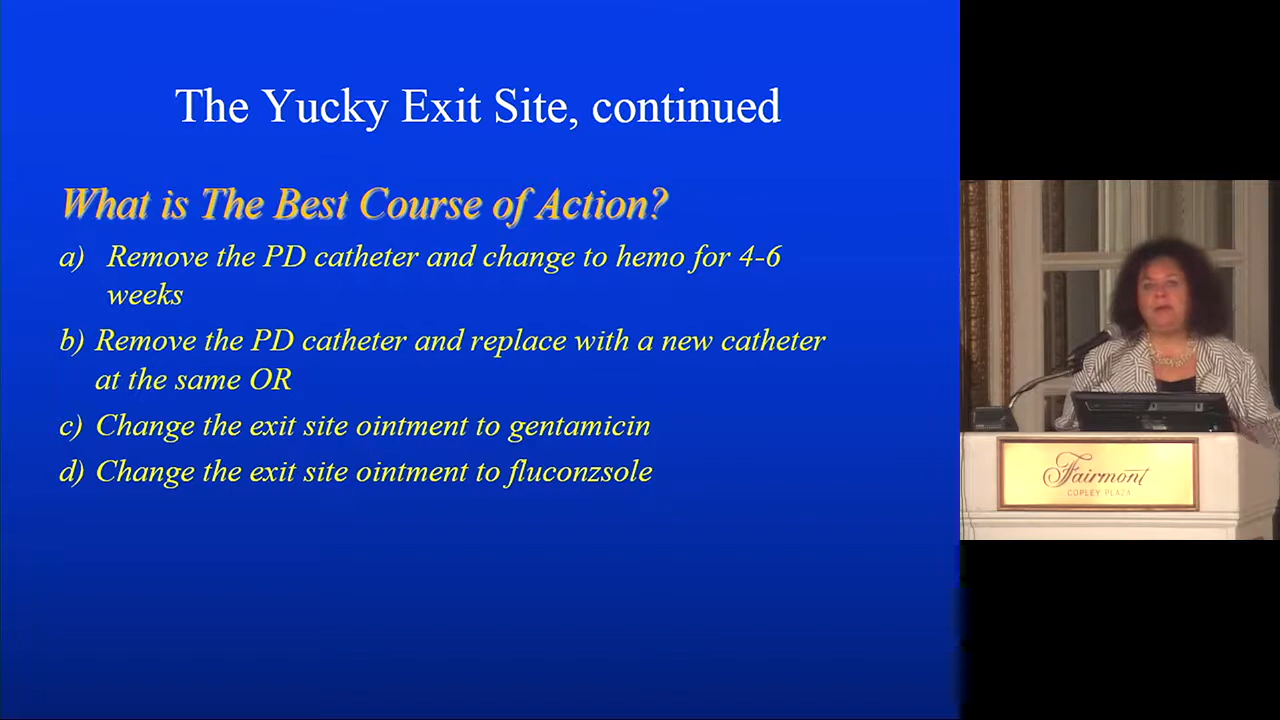 The Yucky Exit Site, continued
What is The Best Course of Action?
a) Remove the PD catheter and change to hemo for 4-6
weeks
b) Remove the PD catheter and replace with a new catheter
at the same OR
c) Change the exit site ointment to gentamicin
d) Change the exit site ointment to fluconzsole
Fairmont
COPLEY PLAZA